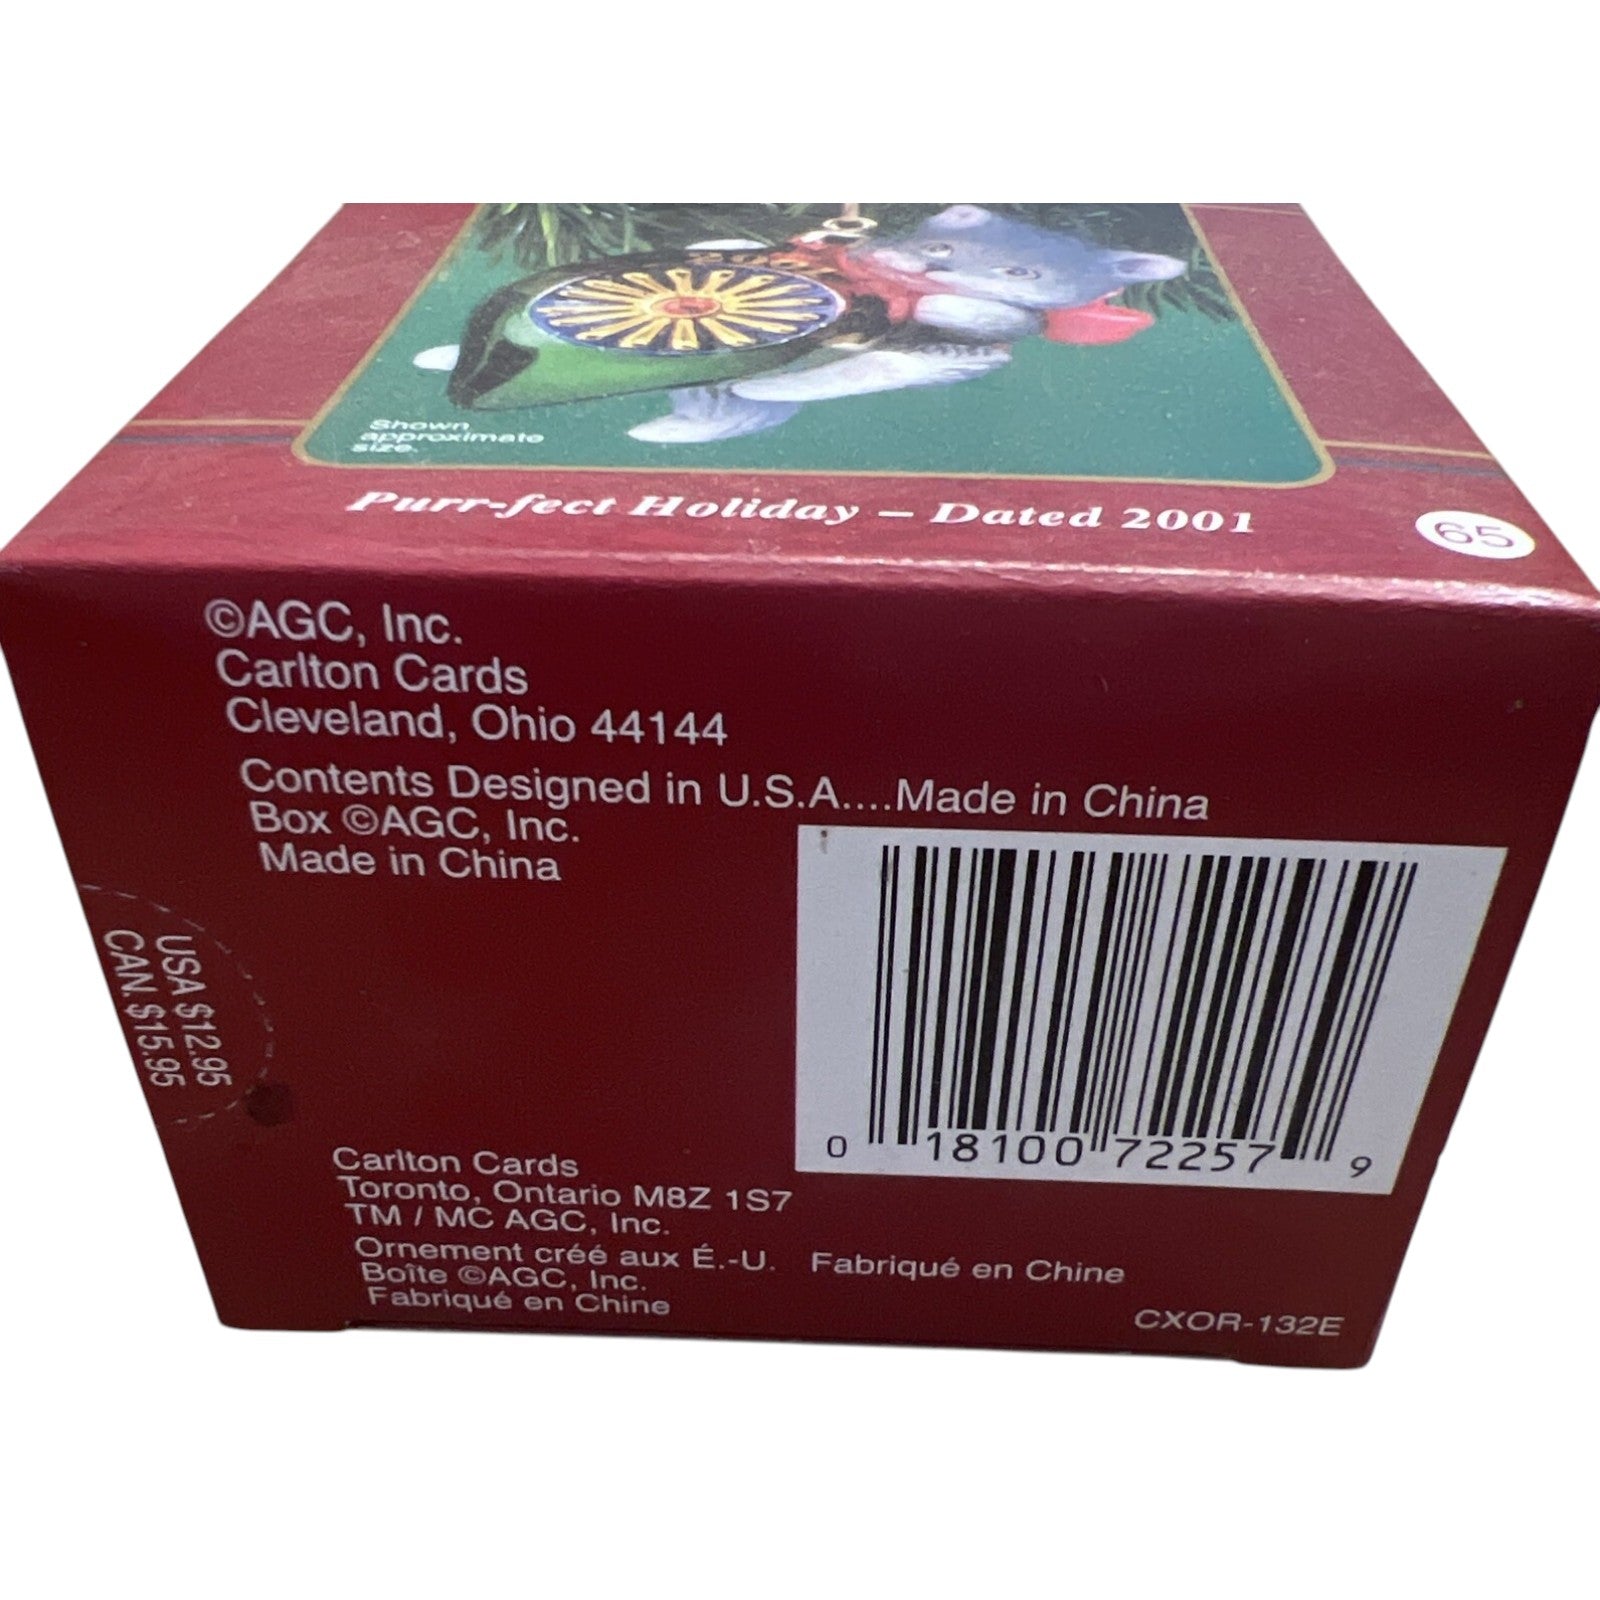 2001
Shown
approximate
size.
Purr-fect Holiday – Dated 2001
65
©AGC, Inc.
Carlton Cards
Cleveland, Ohio 44144
Contents Designed in U.S.A....Made in China
Box ©AGC, Inc.
Made in China
USA $12.95
CAN. $15.95
0 18100 72257 9
Carlton Cards
Toronto, Ontario M8Z 1S7
TM / MC AGC, Inc.
Ornement créé aux É.-U. Fabriqué en Chine
Boîte ©AGC, Inc.
Fabriqué en Chine
CXOR-132E